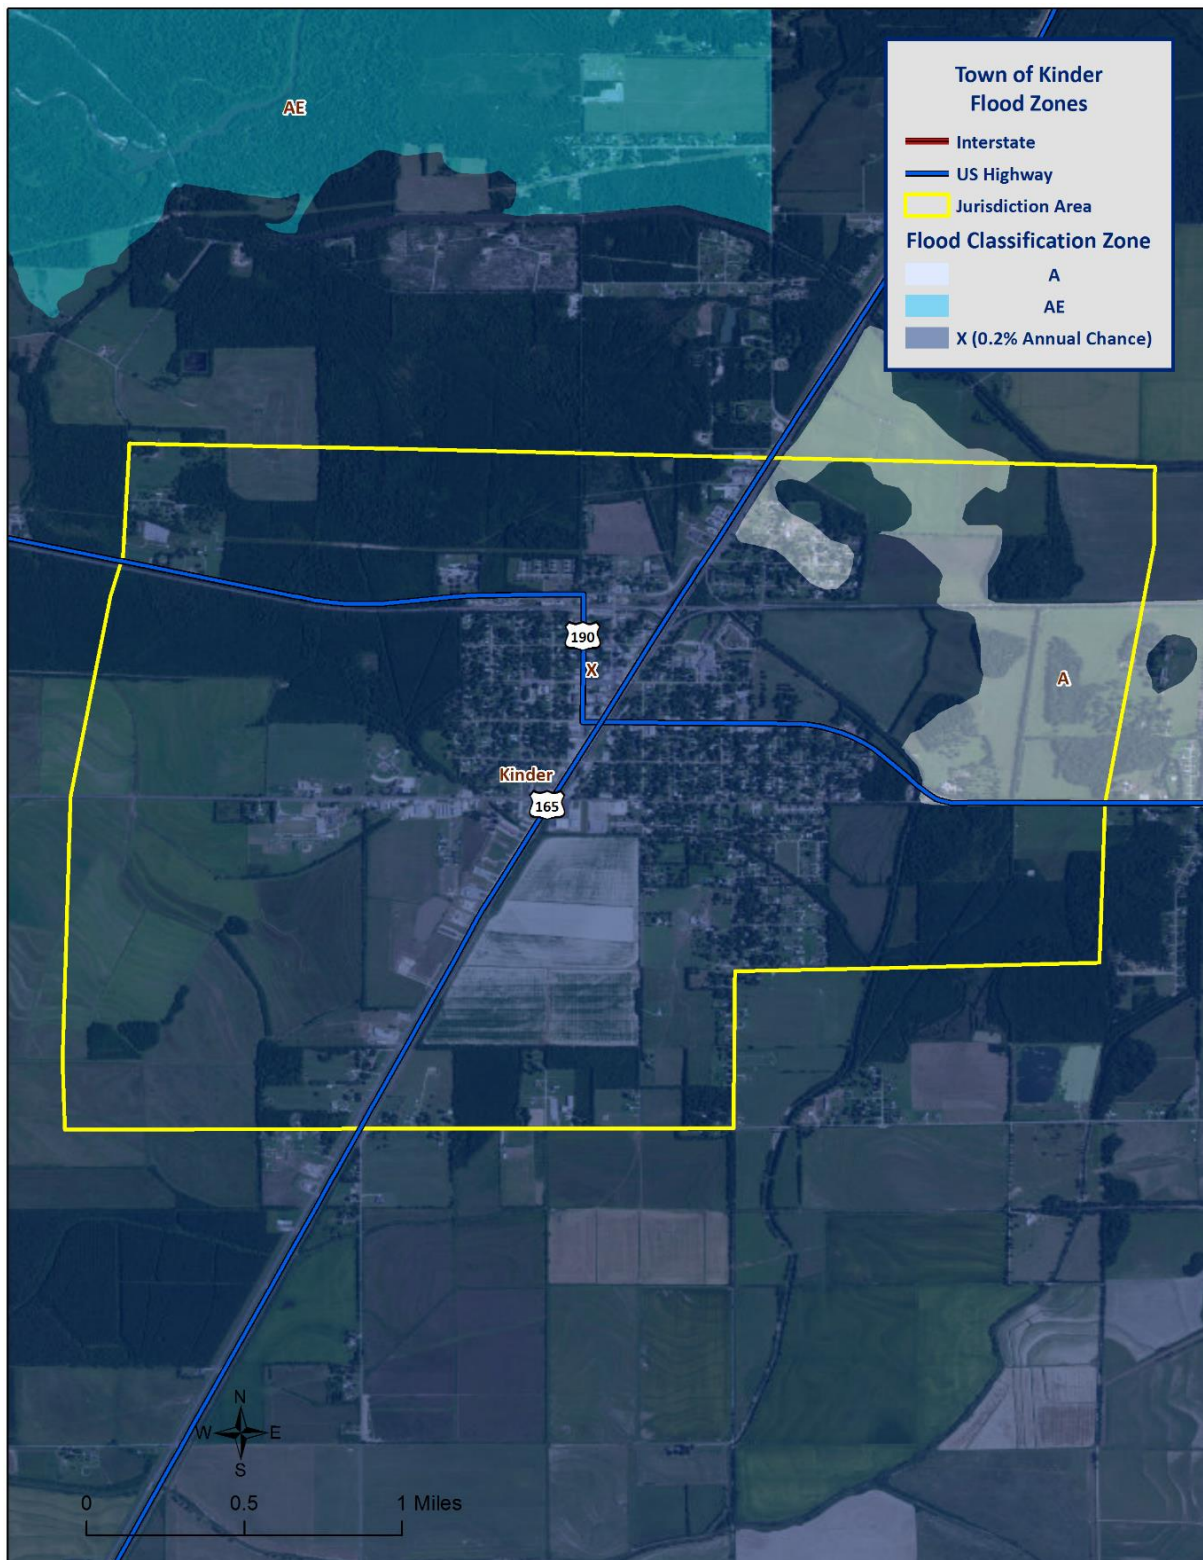 Town of Kinder
Flood Zones
Interstate
US Highway
Jurisdiction Area
Flood Classification Zone
A
AE
X (0.2% Annual Chance)
AE
190
X
A
Kinder
165
N
W E
S
0 0.5 1 Miles